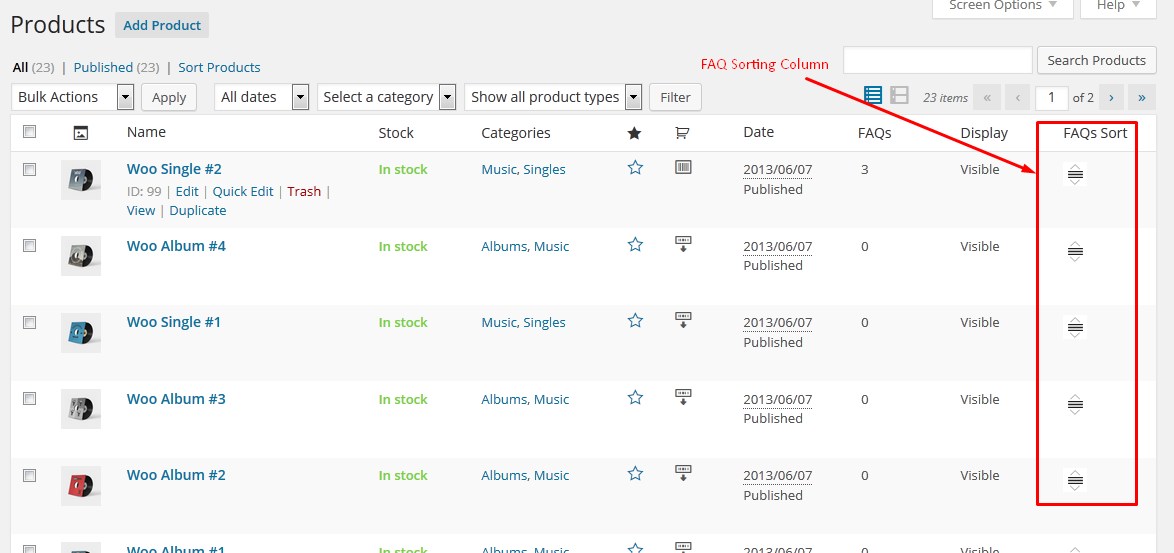 Screen Options Help
Products Add Product
All (23) | Published (23) | Sort Products
FAQ Sorting Column
Search Products
Bulk Actions Apply All dates Select a category Show all product types Filter 23 items « ‹ 1 of 2 › »
Name Stock Categories Date FAQs Display FAQs Sort
Woo Single #2 In stock Music, Singles 2013/06/07 3 Visible
ID: 99 | Edit | Quick Edit | Trash | Published
View | Duplicate
Woo Album #4 In stock Albums, Music 2013/06/07 0 Visible
Published
Woo Single #1 In stock Music, Singles 2013/06/07 0 Visible
Published
Woo Album #3 In stock Albums, Music 2013/06/07 0 Visible
Published
Woo Album #2 In stock Albums, Music 2013/06/07 0 Visible
Published
Woo Album #1 In stock Albums, Music 2013/06/07 0 Visible